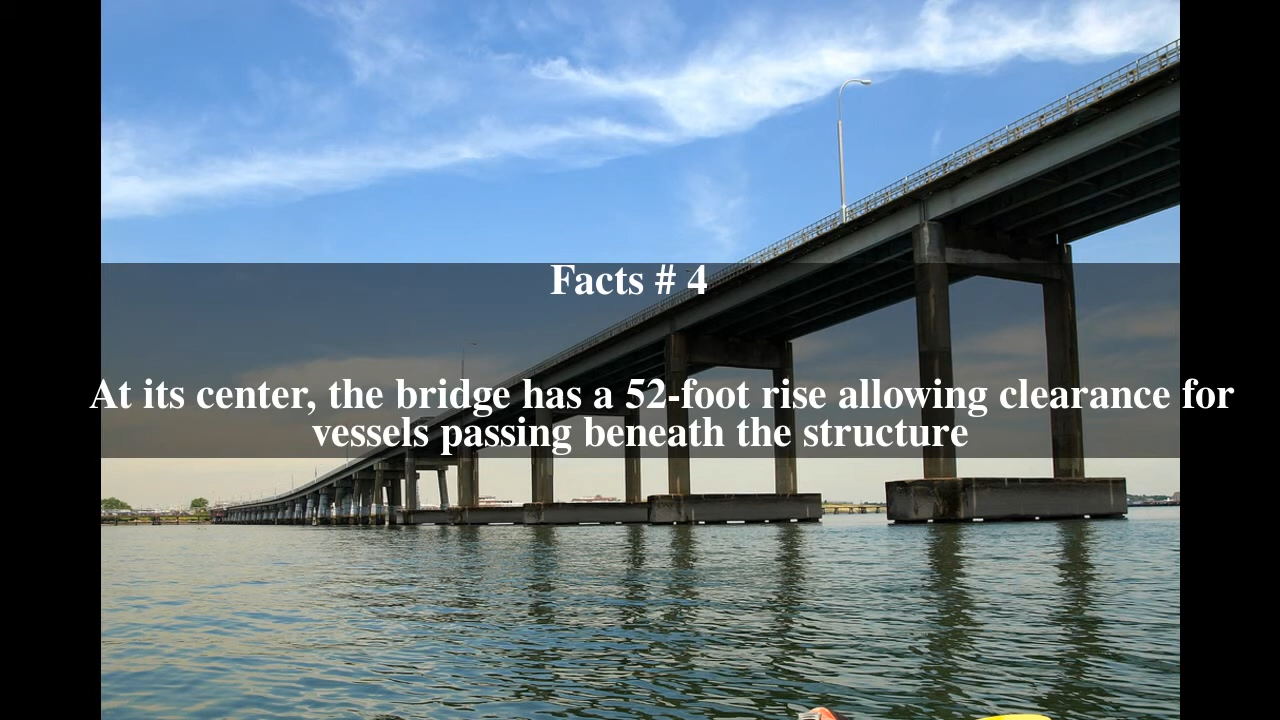 Facts # 4
At its center, the bridge has a 52-foot rise allowing clearance for
vessels passing beneath the structure